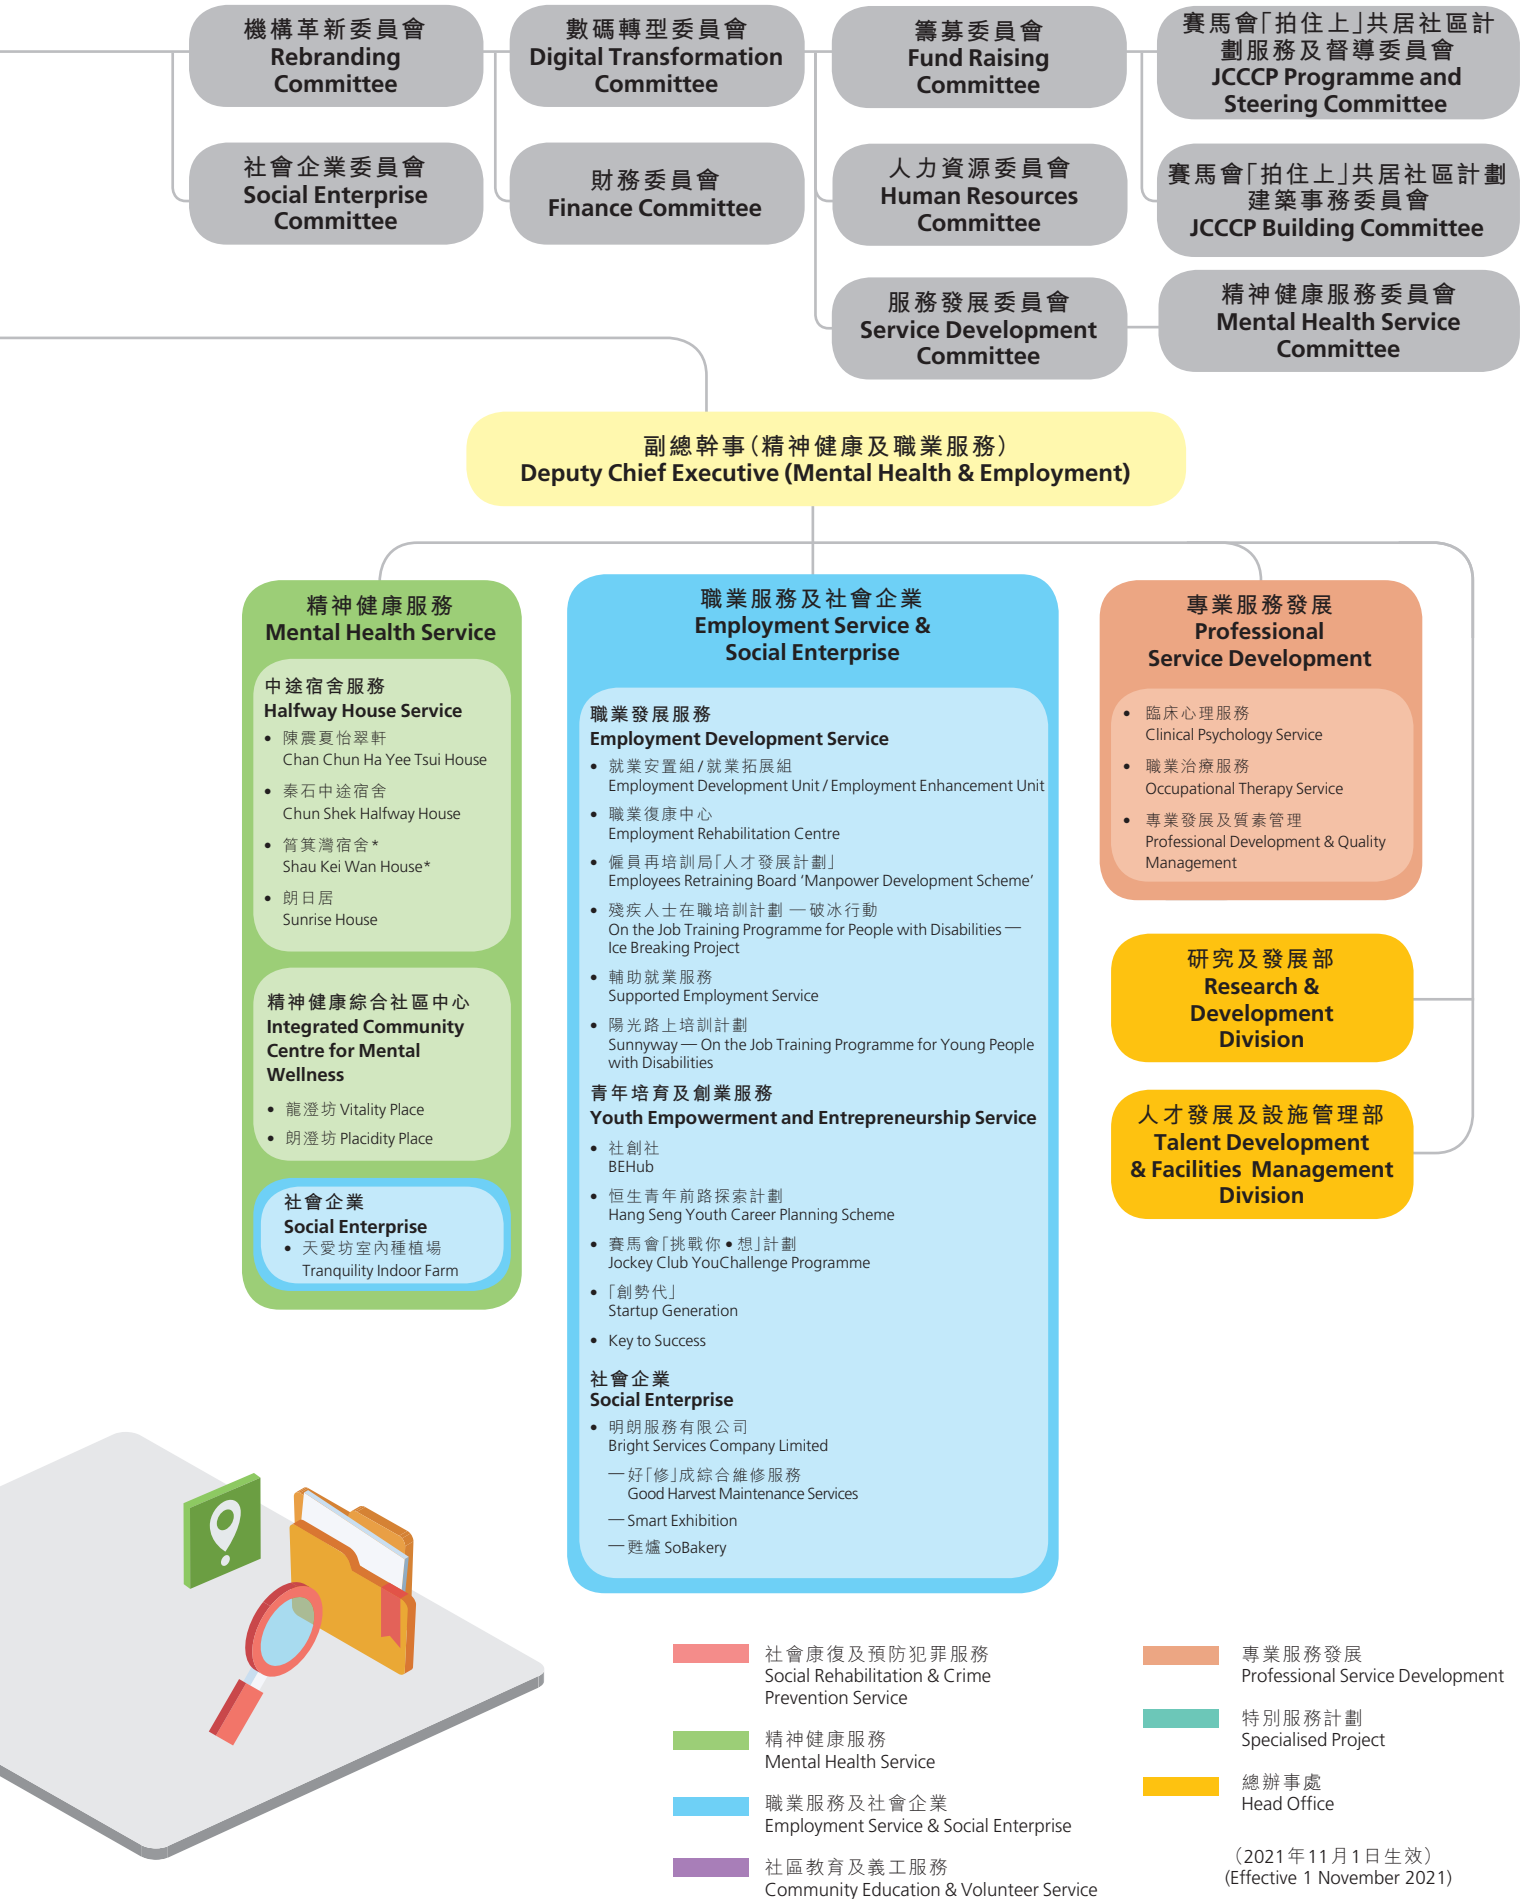 機構革新委員會
Rebranding
Committee
數碼轉型委員會
Digital Transformation
Committee
籌募委員會
Fund Raising
Committee
賽馬會「拍住上」共居社區計
劃服務及督導委員會
JCCCP Programme and
Steering Committee
社會企業委員會
Social Enterprise
Committee
財務委員會
Finance Committee
人力資源委員會
Human Resources
Committee
賽馬會「拍住上」共居社區計劃
建築事務委員會
JCCCP Building Committee
服務發展委員會
Service Development
Committee
精神健康服務委員會
Mental Health Service
Committee
副總幹事(精神健康及職業服務)
Deputy Chief Executive (Mental Health & Employment)
精神健康服務
Mental Health Service
中途宿舍服務
Halfway House Service
• 陳震夏怡翠軒
Chan Chun Ha Yee Tsui House
• 秦石中途宿舍
Chun Shek Halfway House
• 筲箕灣宿舍*
Shau Kei Wan House*
• 朗日居
Sunrise House
精神健康綜合社區中心
Integrated Community
Centre for Mental
Wellness
• 龍澄坊 Vitality Place
• 朗澄坊 Placidity Place
社會企業
Social Enterprise
• 天愛坊室內種植場
Tranquility Indoor Farm
職業服務及社會企業
Employment Service &
Social Enterprise
職業發展服務
Employment Development Service
• 就業安置組/就業拓展組
Employment Development Unit / Employment Enhancement Unit
• 職業復康中心
Employment Rehabilitation Centre
• 僱員再培訓局「人才發展計劃」
Employees Retraining Board ‘Manpower Development Scheme’
• 殘疾人士在職培訓計劃 — 破冰行動
On the Job Training Programme for People with Disabilities —
Ice Breaking Project
• 輔助就業服務
Supported Employment Service
• 陽光路上培訓計劃
Sunnyway — On the Job Training Programme for Young People
with Disabilities
青年培育及創業服務
Youth Empowerment and Entrepreneurship Service
• 社創社
BEHub
• 恒生青年前路探索計劃
Hang Seng Youth Career Planning Scheme
• 賽馬會「挑戰你•想」計劃
Jockey Club YouChallenge Programme
• 「創勢代」
Startup Generation
• Key to Success
社會企業
Social Enterprise
• 明朗服務有限公司
Bright Services Company Limited
— 好「修」成綜合維修服務
Good Harvest Maintenance Services
— Smart Exhibition
— 甦爐 SoBakery
專業服務發展
Professional
Service Development
• 臨床心理服務
Clinical Psychology Service
• 職業治療服務
Occupational Therapy Service
• 專業發展及質素管理
Professional Development & Quality
Management
研究及發展部
Research &
Development
Division
人才發展及設施管理部
Talent Development
& Facilities Management
Division
社會康復及預防犯罪服務
Social Rehabilitation & Crime
Prevention Service
精神健康服務
Mental Health Service
職業服務及社會企業
Employment Service & Social Enterprise
社區教育及義工服務
Community Education & Volunteer Service
專業服務發展
Professional Service Development
特別服務計劃
Specialised Project
總辦事處
Head Office
(2021年11月1日生效)
(Effective 1 November 2021)